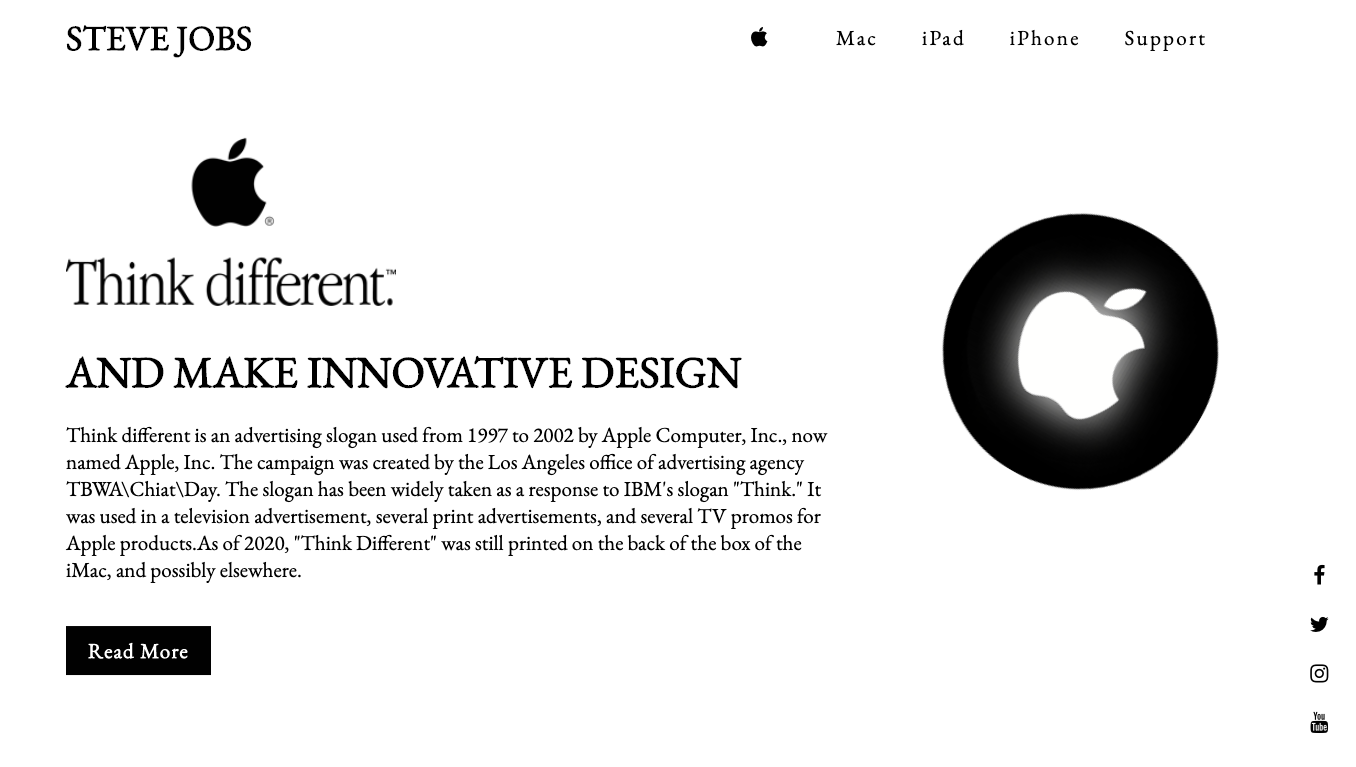 STEVE JOBS
Mac
iPad
iPhone
Support
®
Think different.™
AND MAKE INNOVATIVE DESIGN
Think different is an advertising slogan used from 1997 to 2002 by Apple Computer, Inc., now
named Apple, Inc. The campaign was created by the Los Angeles office of advertising agency
TBWA\Chiat\Day. The slogan has been widely taken as a response to IBM's slogan "Think." It
was used in a television advertisement, several print advertisements, and several TV promos for
Apple products.As of 2020, "Think Different" was still printed on the back of the box of the
iMac, and possibly elsewhere.
Read More
You
Tube